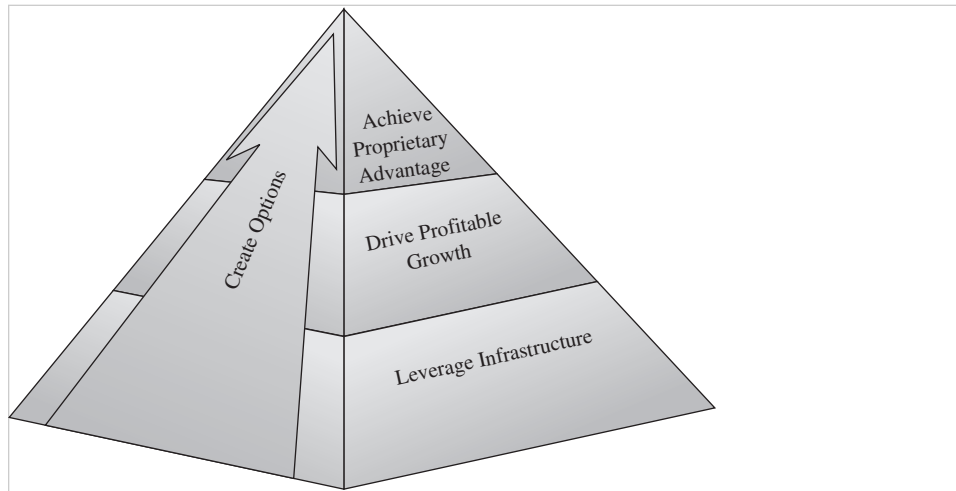 Achieve
Proprietary
Advantage
Drive Profitable
Growth
Leverage Infrastructure
Create Options